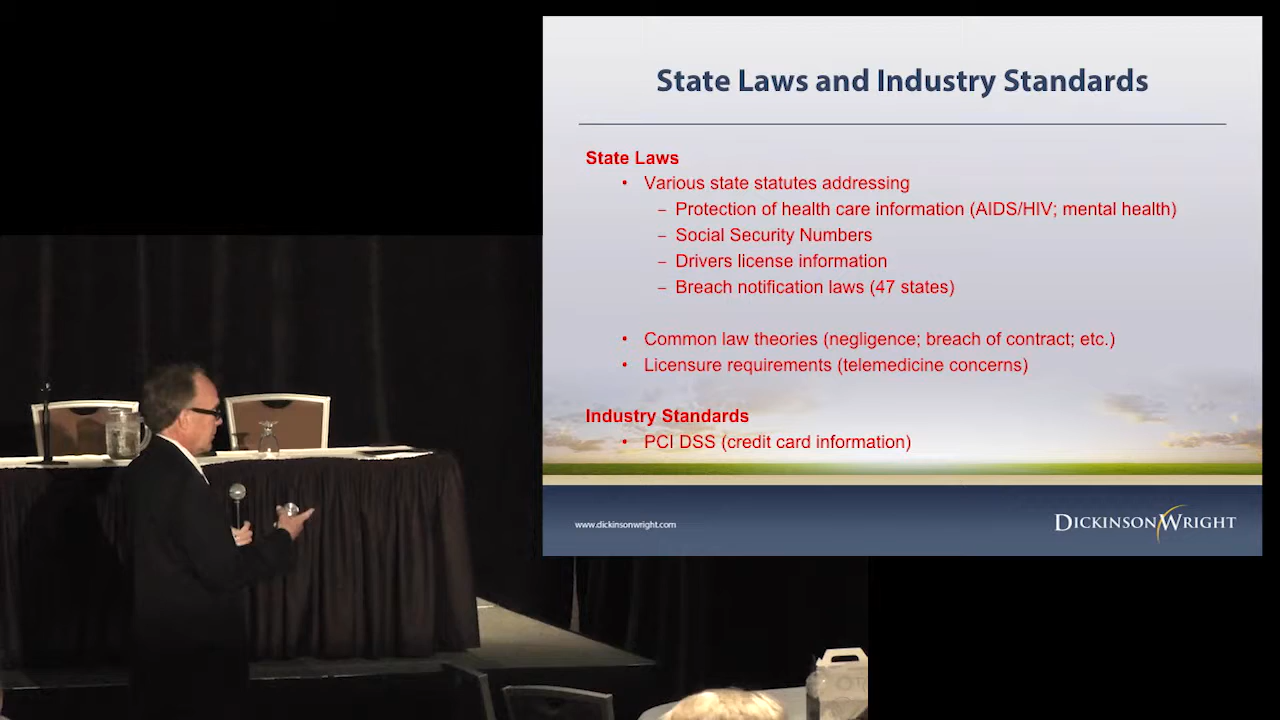 State Laws and Industry Standards
State Laws
• Various state statutes addressing
– Protection of health care information (AIDS/HIV; mental health)
– Social Security Numbers
– Drivers license information
– Breach notification laws (47 states)
• Common law theories (negligence; breach of contract; etc.)
• Licensure requirements (telemedicine concerns)
Industry Standards
• PCI DSS (credit card information)
www.dickinsonwright.com
DICKINSON WRIGHT